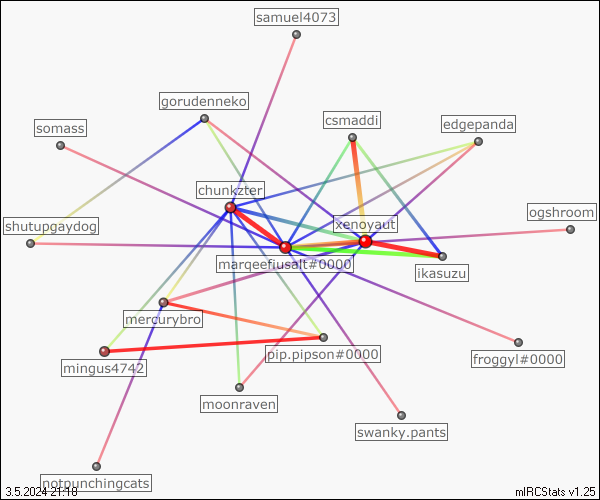 samuel4073
gorudenneko
csmaddi
edgepanda
somass
chunkzter
xenoyaut
ogshroom
shutupgaydog
marqeefiusalt#0000
ikasuzu
mercurybro
mingus4742
pip.pipson#0000
froggyl#0000
moonraven
swanky.pants
notpunchingcats
3.5.2024 21:18
mIRCStats v1.25